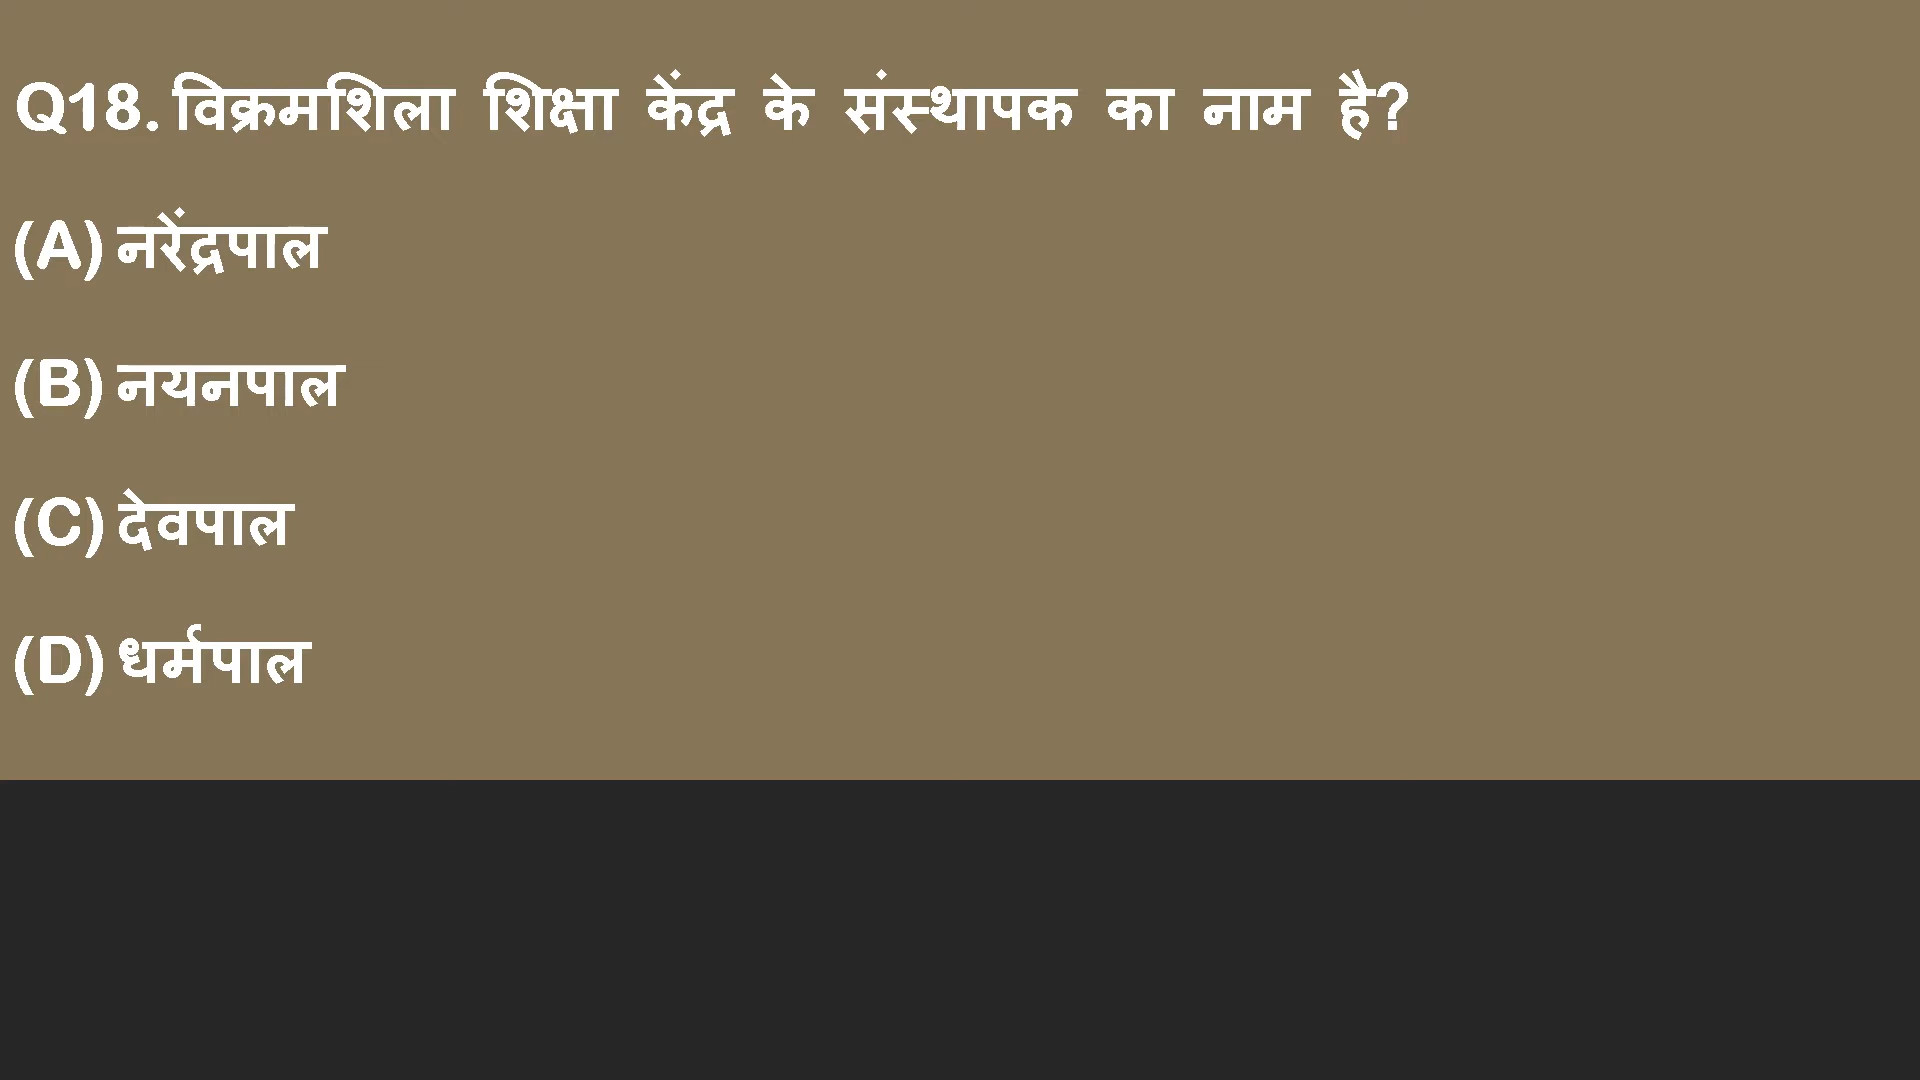 Q18. विक्रमशिला शिक्षा केंद्र के संस्थापक का नाम है?
(A) नरेंद्रपाल
(B) नयनपाल
(C) देवपाल
(D) धर्मपाल